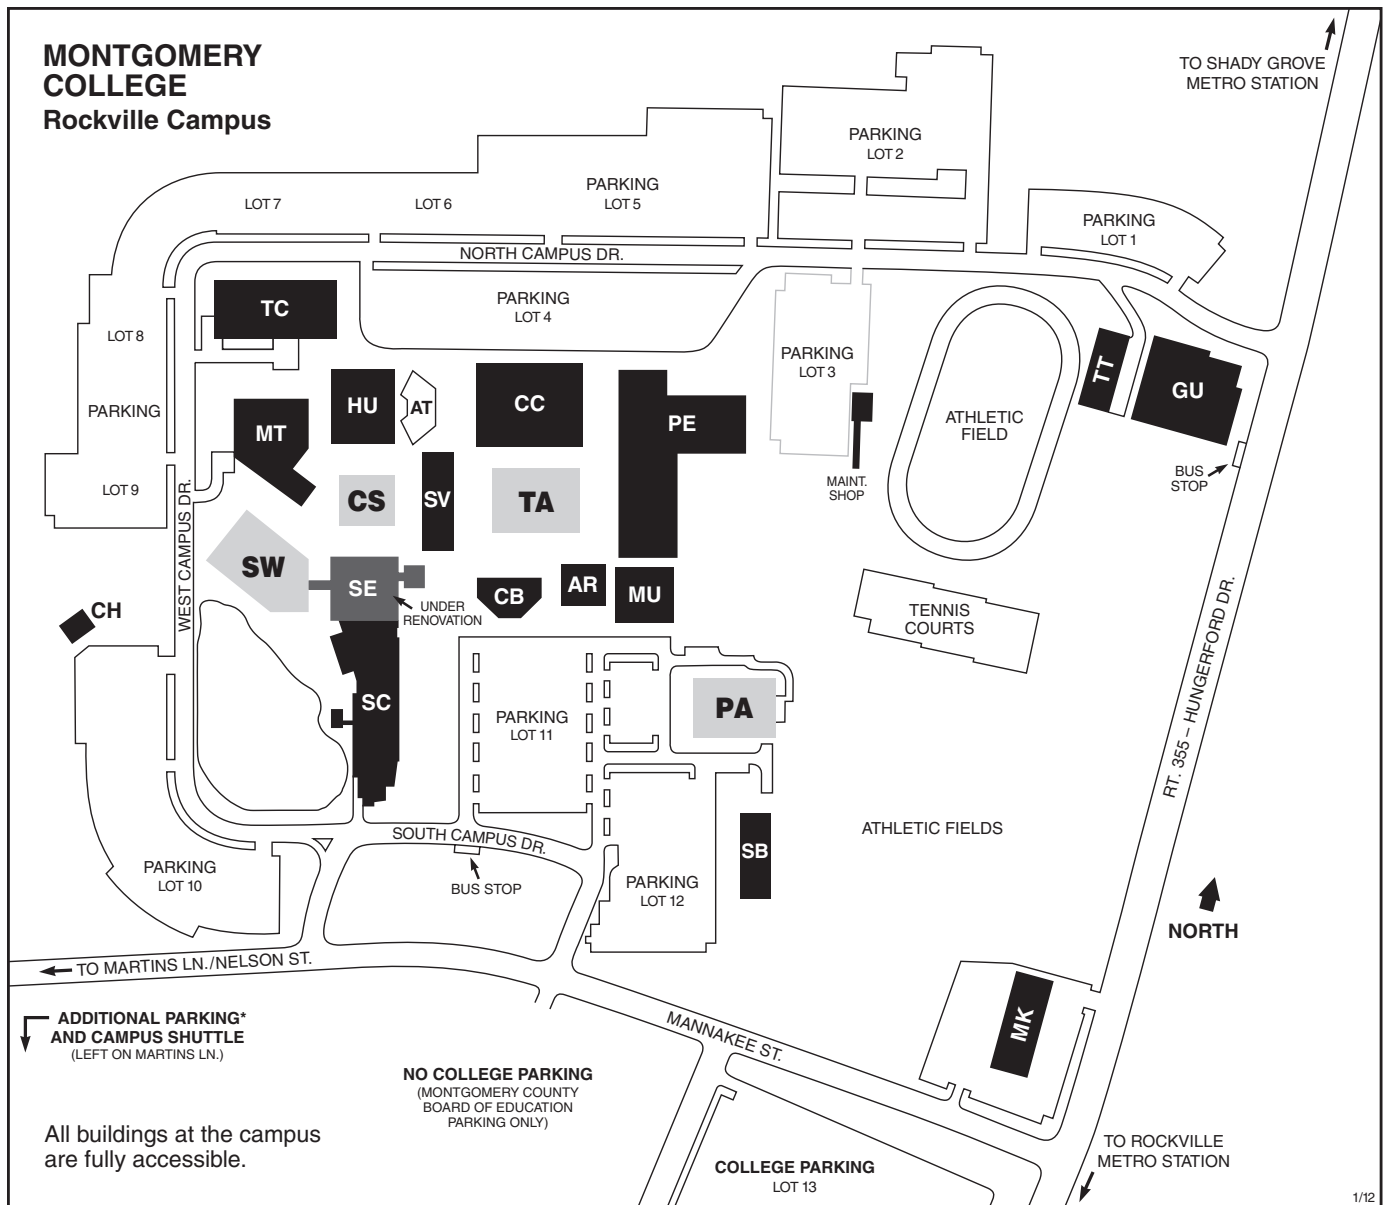 MONTGOMERY
COLLEGE
Rockville Campus
TO SHADY GROVE
METRO STATION
PARKING
LOT 2
PARKING
LOT 5
LOT 7
LOT 6
PARKING
LOT 1
NORTH CAMPUS DR.
TC
PARKING
LOT 4
LOT 8
PARKING
LOT 9
PARKING
LOT 3
TT
GU
HU
AT
CC
PE
MT
ATHLETIC
FIELD
BUS
STOP
MAINT.
SHOP
CS
SV
TA
WEST CAMPUS DR.
SW
SE
UNDER
RENOVATION
CB
AR
MU
CH
TENNIS
COURTS
RT. 355 – HUNGERFORD DR.
SC
PARKING
LOT 11
PA
SOUTH CAMPUS DR.
ATHLETIC FIELDS
SB
PARKING
LOT 10
BUS STOP
PARKING
LOT 12
NORTH
TO MARTINS LN./NELSON ST.
ADDITIONAL PARKING*
AND CAMPUS SHUTTLE
(LEFT ON MARTINS LN.)
MANNAKEE ST.
MK
NO COLLEGE PARKING
(MONTGOMERY COUNTY
BOARD OF EDUCATION
PARKING ONLY)
All buildings at the campus
are fully accessible.
COLLEGE PARKING
LOT 13
TO ROCKVILLE
METRO STATION
1/12